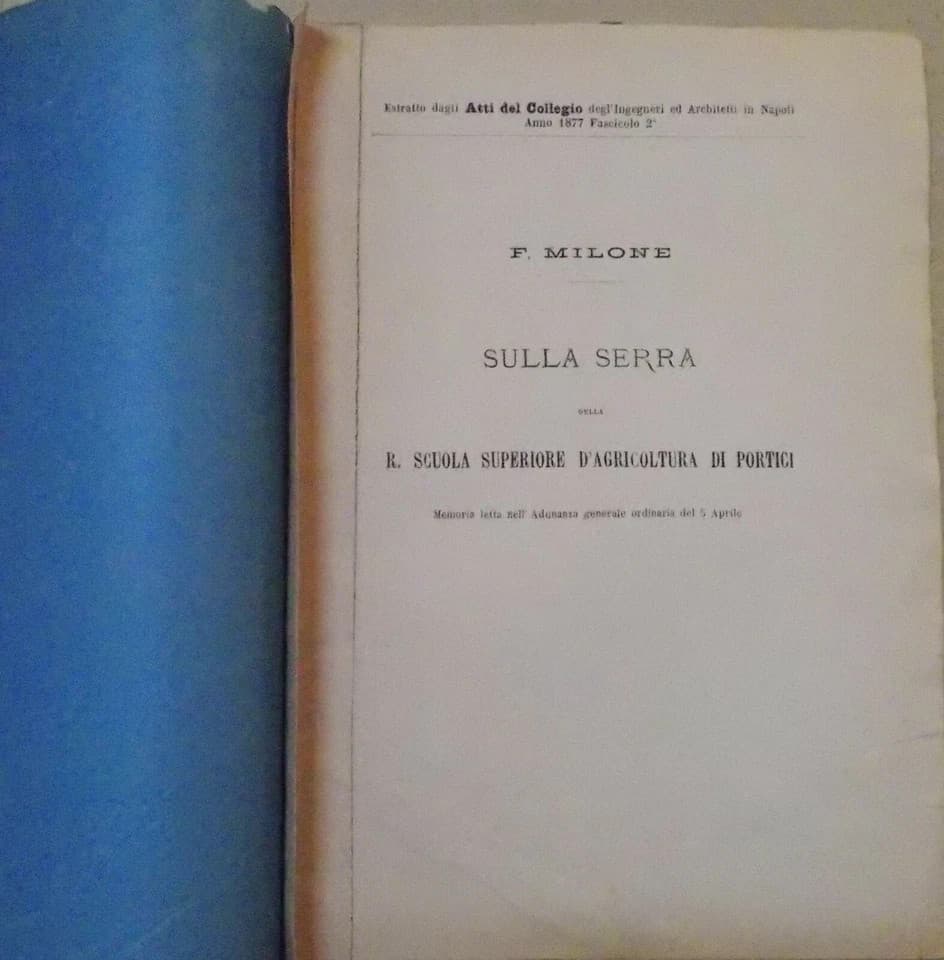 Estratto dagli Atti del Collegio degl'Ingegneri ed Architetti in Napoli
Anno 1877 Fascicolo 2°
F. MILONE
SULLA SERRA
DELLA
R. SCUOLA SUPERIORE D'AGRICOLTURA DI PORTICI
Memoria letta nell' Adunanza generale ordinaria del 5 Aprile